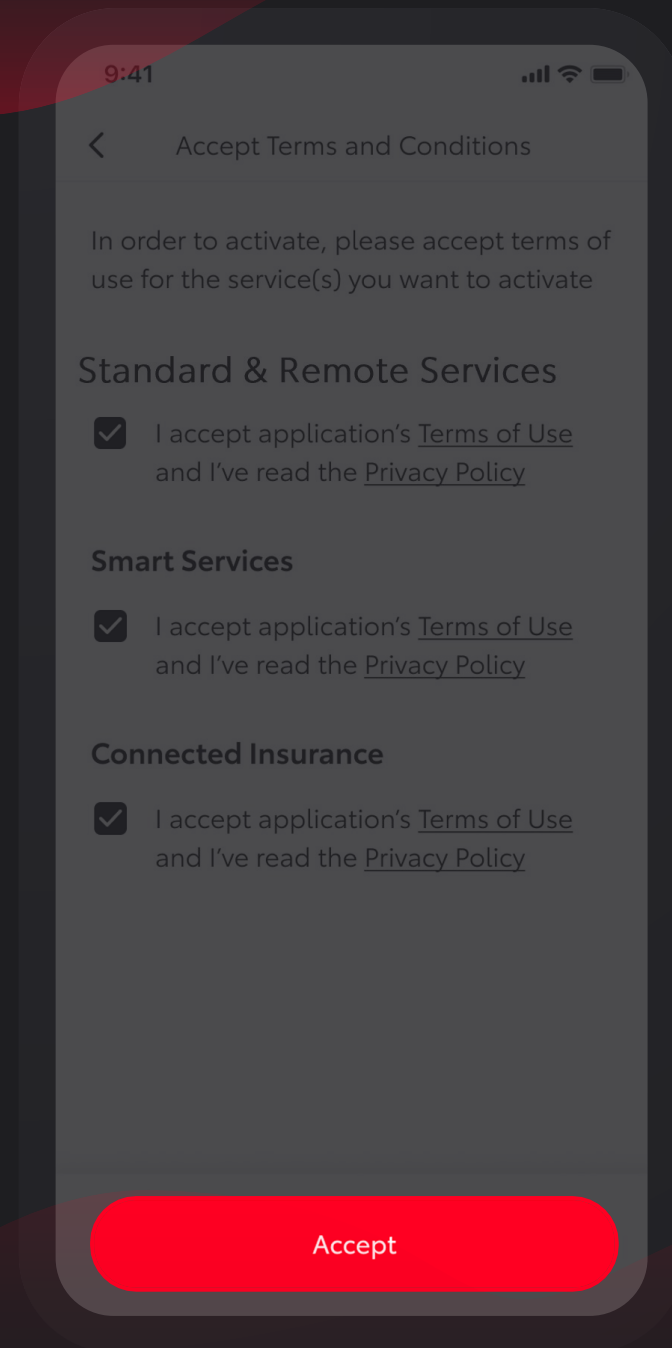 9:41
Accept Terms and Conditions
In order to activate, please accept terms of
use for the service(s) you want to activate
Standard & Remote Services
I accept application’s Terms of Use
and I’ve read the Privacy Policy
Smart Services
I accept application’s Terms of Use
and I’ve read the Privacy Policy
Connected Insurance
I accept application’s Terms of Use
and I’ve read the Privacy Policy
Accept